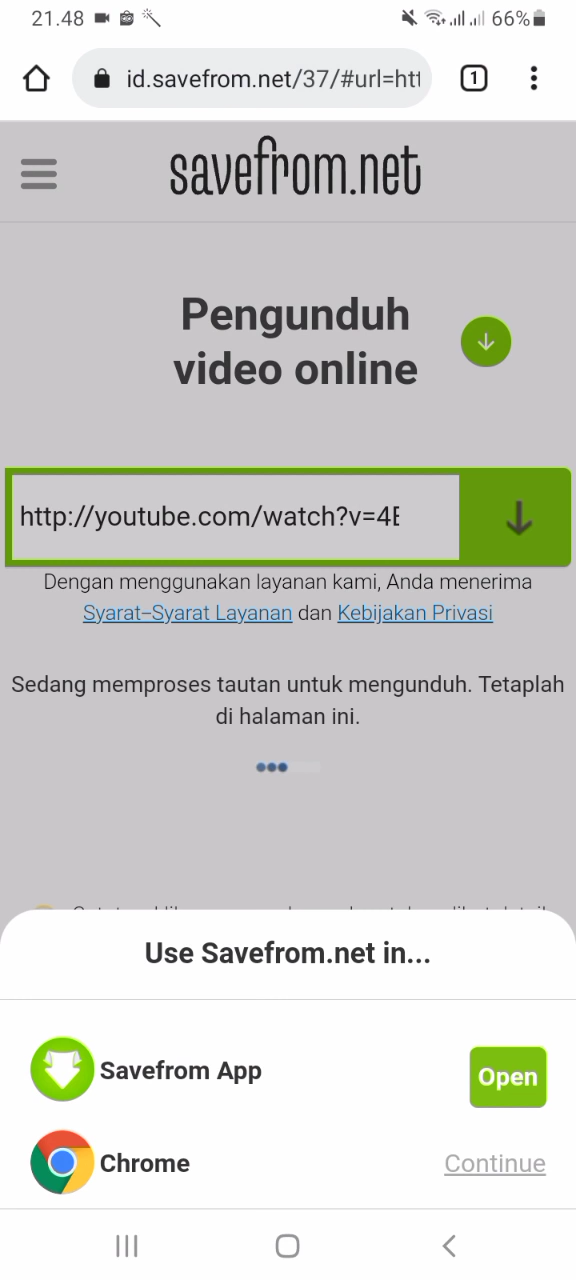 21.48
66%
id.savefrom.net/37/#url=htt
1
savefrom.net
Pengunduh
video online
http://youtube.com/watch?v=4E
Dengan menggunakan layanan kami, Anda menerima
Syarat–Syarat Layanan dan Kebijakan Privasi
Sedang memproses tautan untuk mengunduh. Tetaplah
di halaman ini.
Use Savefrom.net in...
Savefrom App
Open
Chrome
Continue